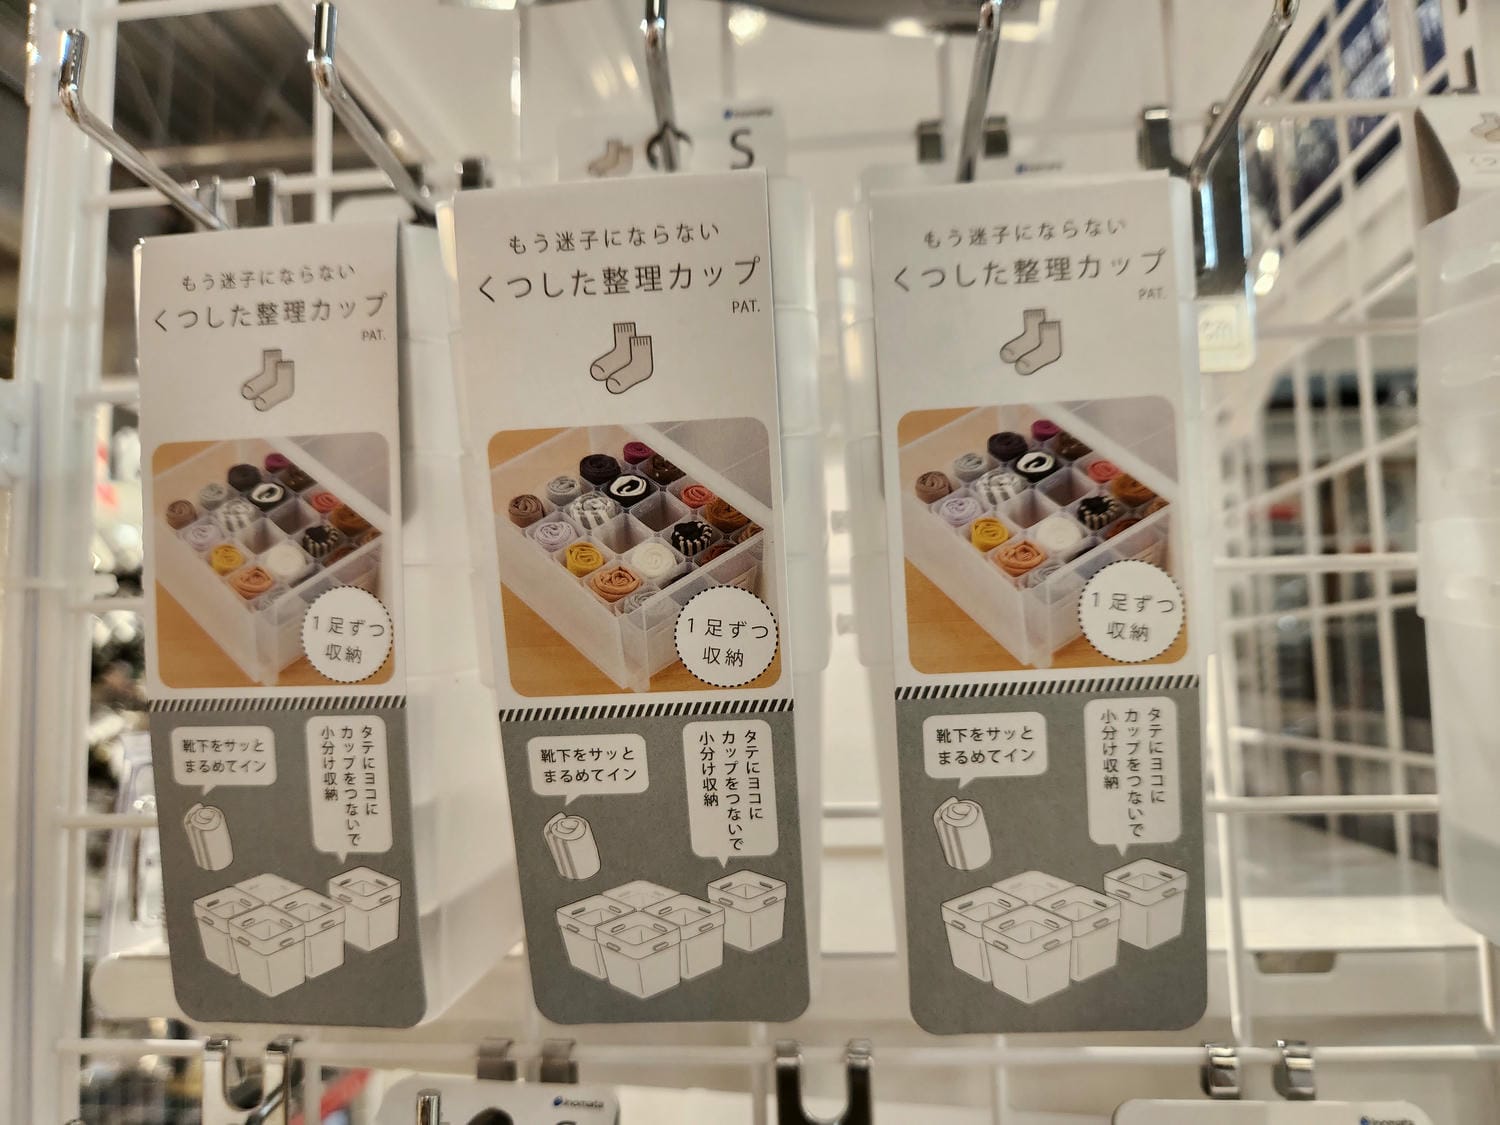 inomata
S
もう迷子にならない
くつした整理カップ
PAT.
1足ずつ
収納
靴下をサッと
まるめてイン
タテにヨコに
カップをつないで
小分け収納
もう迷子にならない
くつした整理カップ
PAT.
1足ずつ
収納
靴下をサッと
まるめてイン
タテにヨコに
カップをつないで
小分け収納
もう迷子にならない
くつした整理カップ
PAT.
1足ずつ
収納
靴下をサッと
まるめてイン
タテにヨコに
カップをつないで
小分け収納
inomata
inomata